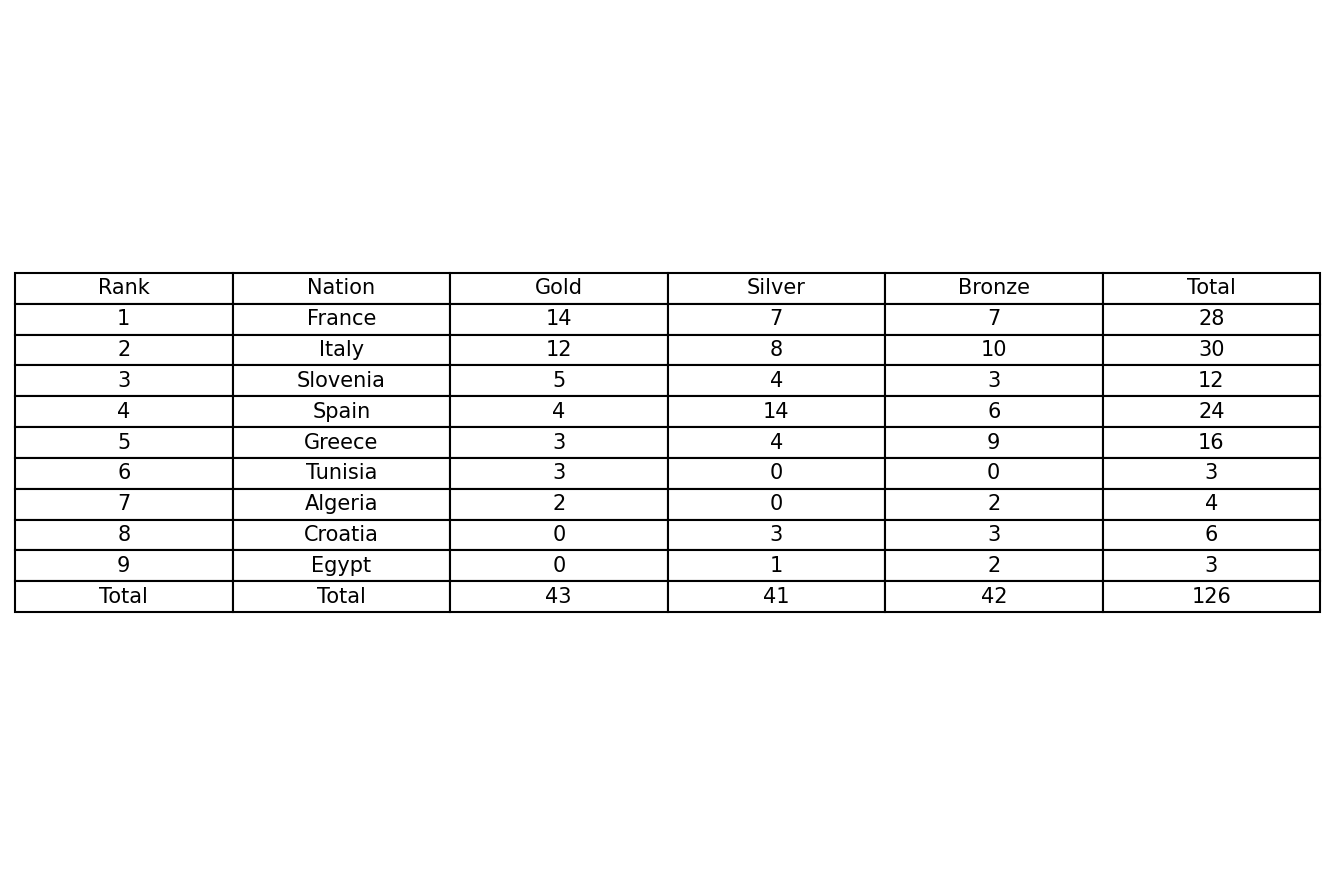 Rank Nation Gold Silver Bronze Total
1 France 14 7 7 28
2 Italy 12 8 10 30
3 Slovenia 5 4 3 12
4 Spain 4 14 6 24
5 Greece 3 4 9 16
6 Tunisia 3 0 0 3
7 Algeria 2 0 2 4
8 Croatia 0 3 3 6
9 Egypt 0 1 2 3
Total Total 43 41 42 126